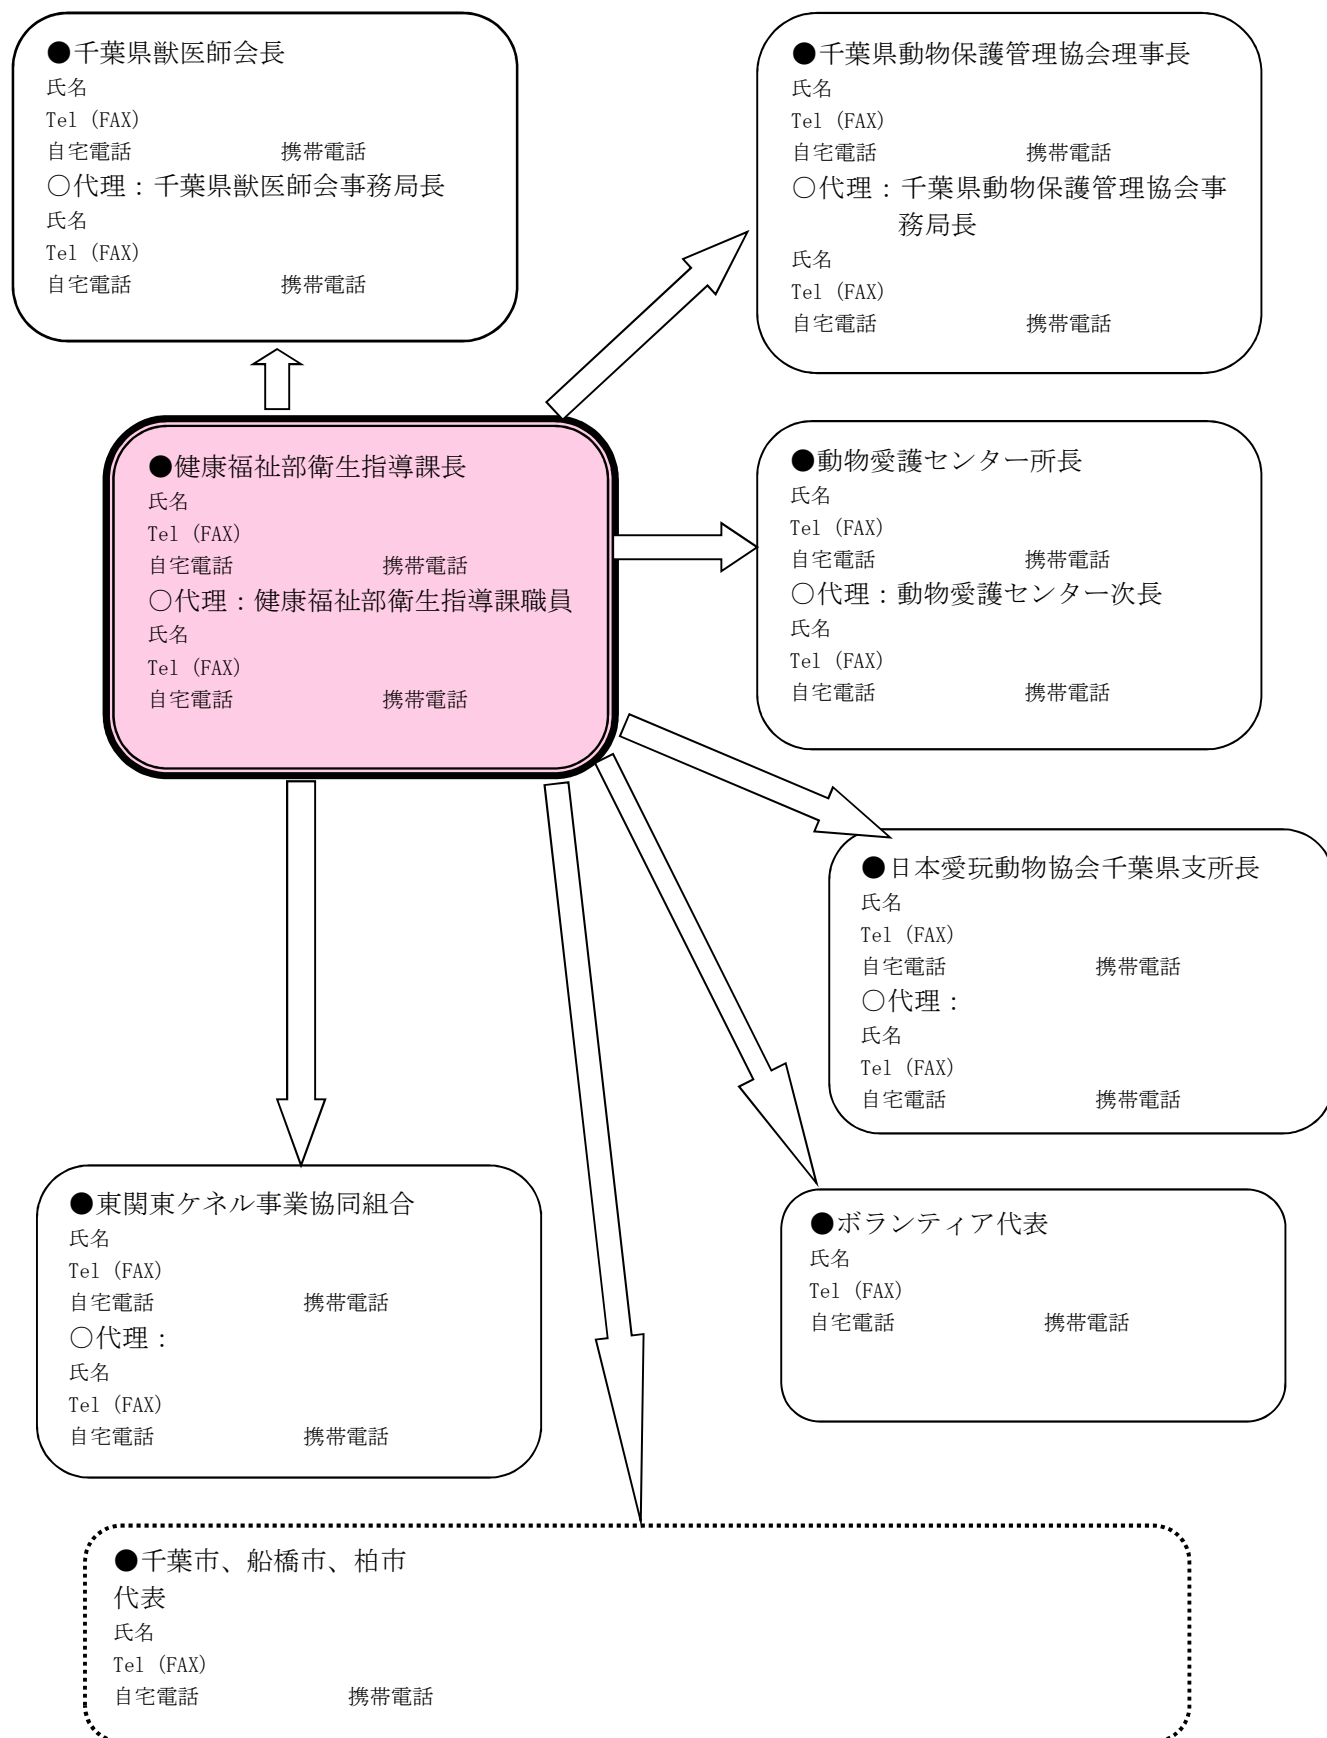 ●千葉県獣医師会長
氏名
Tel (FAX)
自宅電話　携帯電話
○代理：千葉県獣医師会事務局長
氏名
Tel (FAX)
自宅電話　携帯電話
●千葉県動物保護管理協会理事長
氏名
Tel (FAX)
自宅電話　携帯電話
○代理：千葉県動物保護管理協会事
務局長
氏名
Tel (FAX)
自宅電話　携帯電話
●健康福祉部衛生指導課長
氏名
Tel (FAX)
自宅電話　携帯電話
○代理：健康福祉部衛生指導課職員
氏名
Tel (FAX)
自宅電話　携帯電話
●動物愛護センター所長
氏名
Tel (FAX)
自宅電話　携帯電話
○代理：動物愛護センター次長
氏名
Tel (FAX)
自宅電話　携帯電話
●日本愛玩動物協会千葉県支所長
氏名
Tel (FAX)
自宅電話　携帯電話
○代理：
氏名
Tel (FAX)
自宅電話　携帯電話
●東関東ケネル事業協同組合
氏名
Tel (FAX)
自宅電話　携帯電話
○代理：
氏名
Tel (FAX)
自宅電話　携帯電話
●ボランティア代表
氏名
Tel (FAX)
自宅電話　携帯電話
●千葉市、船橋市、柏市
代表
氏名
Tel (FAX)
自宅電話　携帯電話